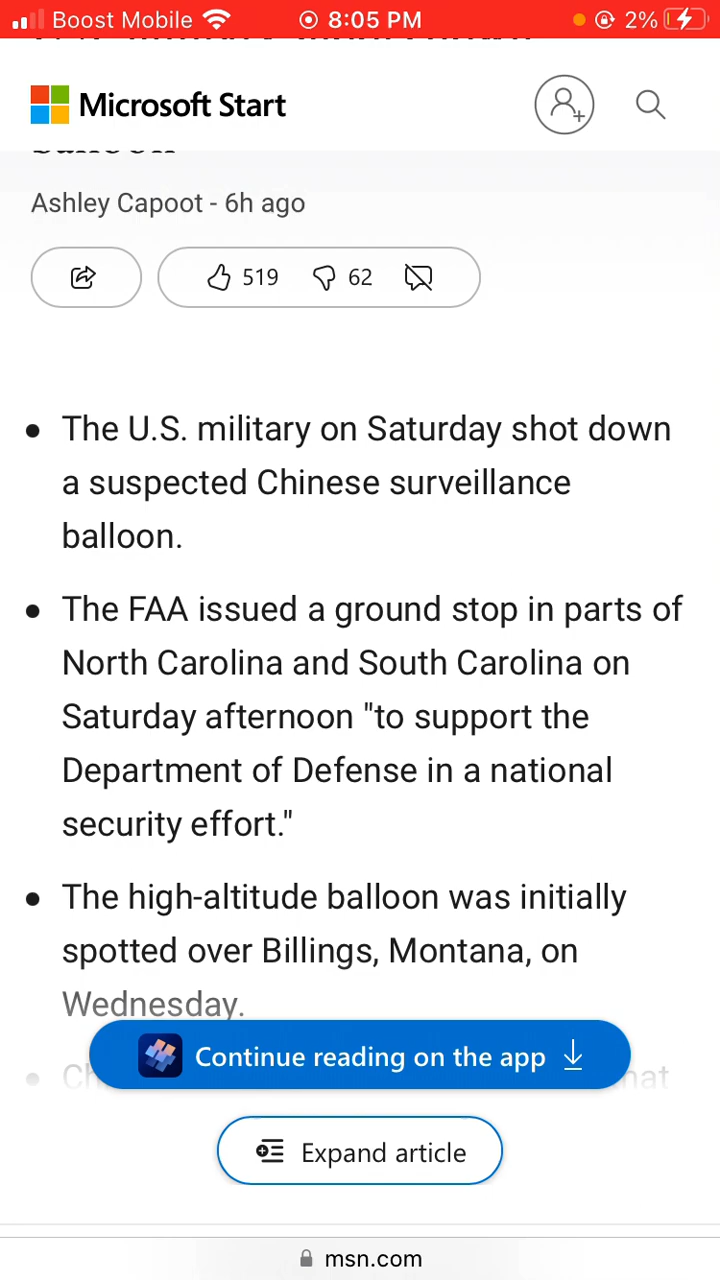 Boost Mobile 8:05 PM 2%
Microsoft Start
Ashley Capoot - 6h ago
519 62
• The U.S. military on Saturday shot down
a suspected Chinese surveillance
balloon.
• The FAA issued a ground stop in parts of
North Carolina and South Carolina on
Saturday afternoon "to support the
Department of Defense in a national
security effort."
• The high-altitude balloon was initially
spotted over Billings, Montana, on
Wednesday.
Continue reading on the app
Expand article
msn.com